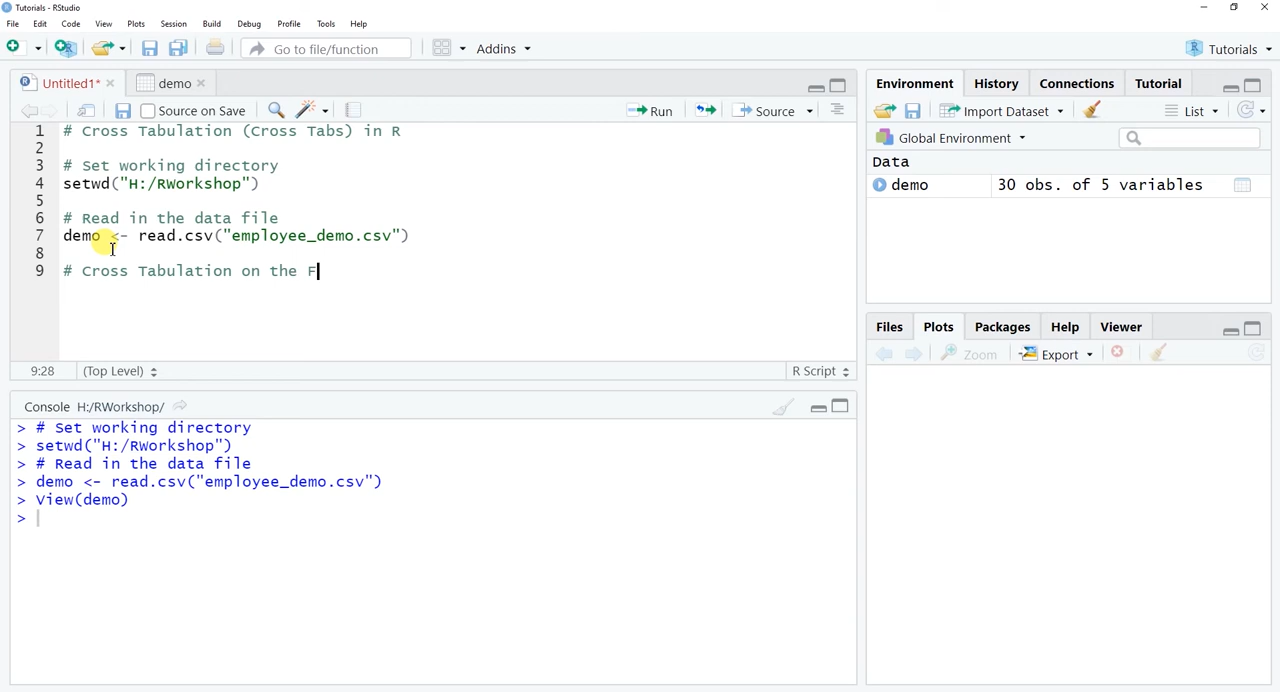 Tutorials - RStudio
File Edit Code View Plots Session Build Debug Profile Tools Help
Go to file/function Addins Tutorials
Untitled1* demo
Source on Save Run Source
1 # Cross Tabulation (Cross Tabs) in R
2
3 # Set working directory
4 setwd("H:/RWorkshop")
5
6 # Read in the data file
7 demo <- read.csv("employee_demo.csv")
8
9 # Cross Tabulation on the F
9:28 (Top Level) R Script
Console H:/RWorkshop/
> # Set working directory
> setwd("H:/RWorkshop")
> # Read in the data file
> demo <- read.csv("employee_demo.csv")
> View(demo)
>
Environment History Connections Tutorial
Import Dataset List
Global Environment
Data
demo 30 obs. of 5 variables
Files Plots Packages Help Viewer
Zoom Export